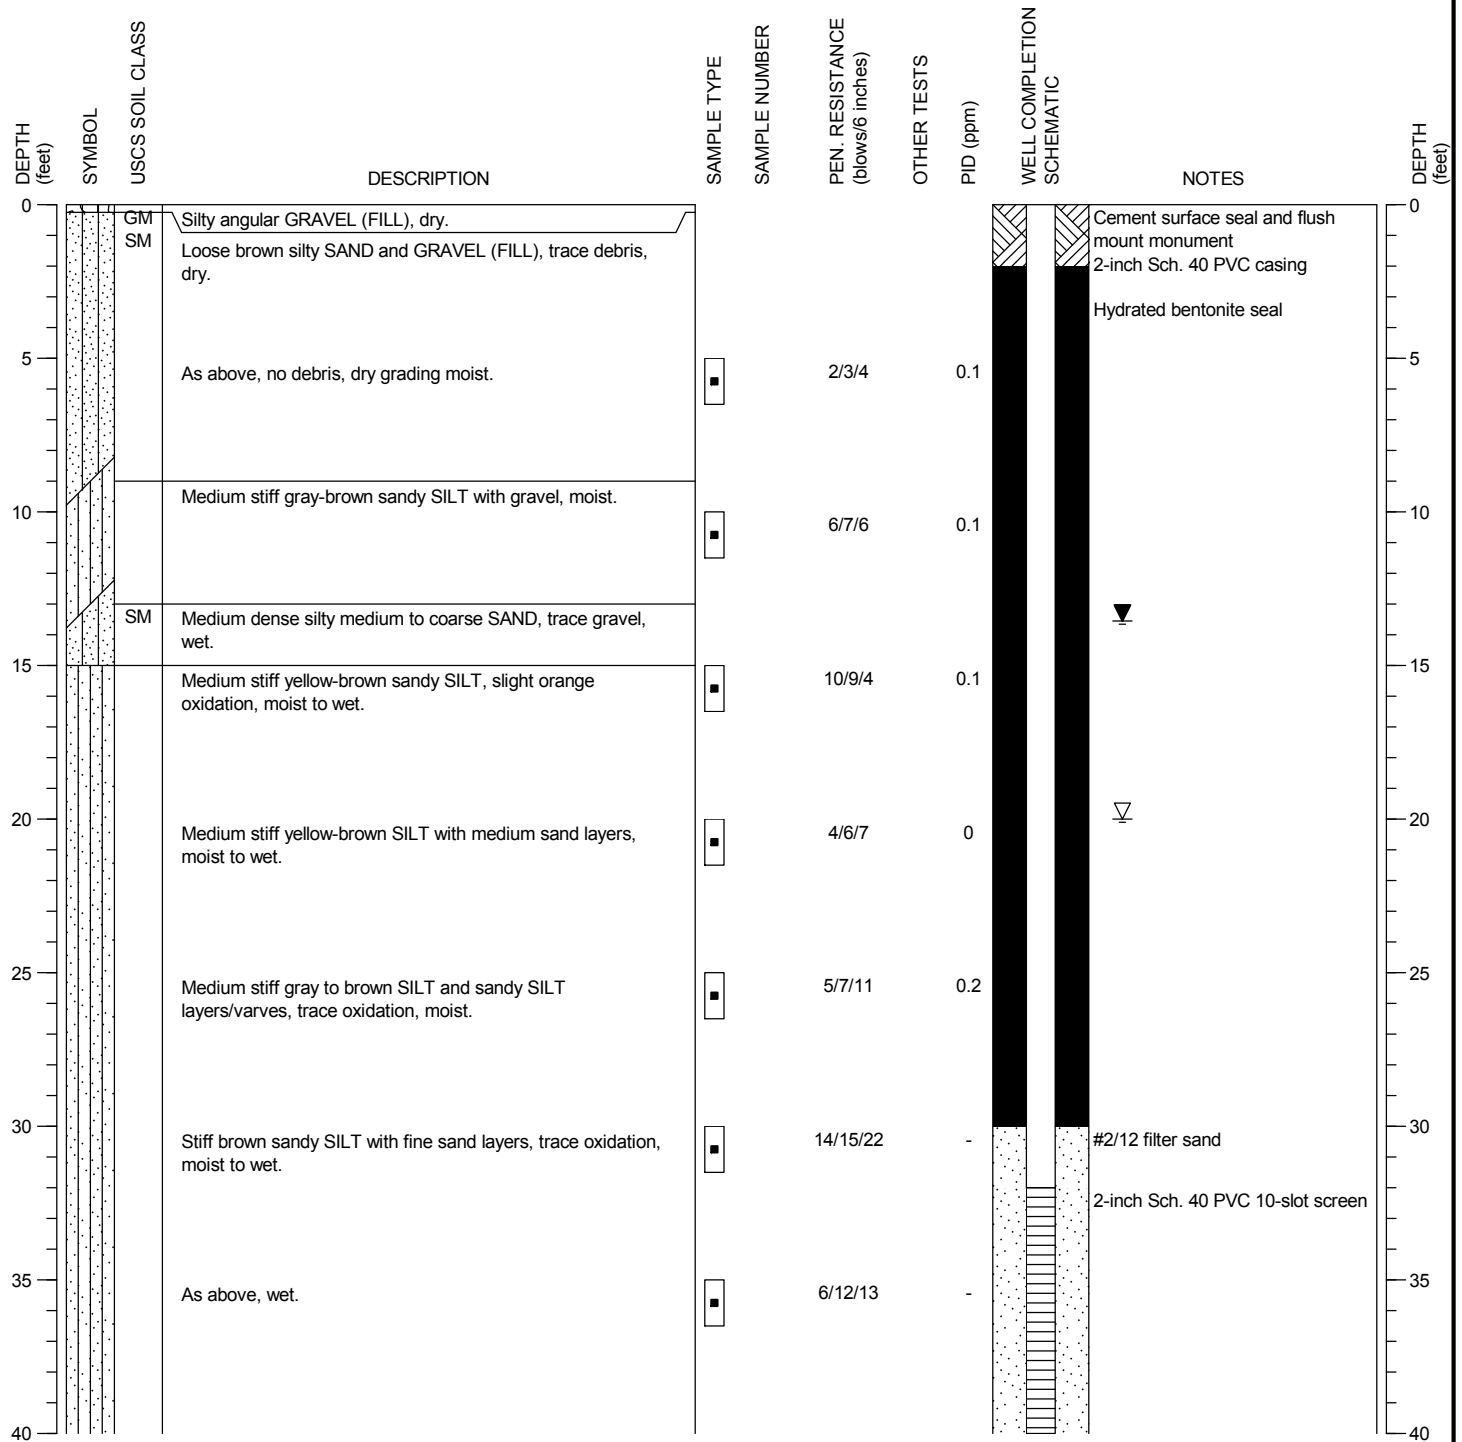 DEPTH
(feet)
SYMBOL
USCS SOIL CLASS
DESCRIPTION
SAMPLE TYPE
SAMPLE NUMBER
PEN. RESISTANCE
(blows/6 inches)
OTHER TESTS
PID (ppm)
WELL COMPLETION
SCHEMATIC
NOTES
DEPTH
(feet)
0
GM
Silty angular GRAVEL (FILL), dry.
Cement surface seal and flush
mount monument
0
SM
Loose brown silty SAND and GRAVEL (FILL), trace debris,
dry.
2-inch Sch. 40 PVC casing
Hydrated bentonite seal
5
As above, no debris, dry grading moist.
2/3/4
0.1
5
Medium stiff gray-brown sandy SILT with gravel, moist.
10
6/7/6
0.1
10
SM
Medium dense silty medium to coarse SAND, trace gravel,
wet.
15
Medium stiff yellow-brown sandy SILT, slight orange
oxidation, moist to wet.
10/9/4
0.1
15
20
Medium stiff yellow-brown SILT with medium sand layers,
moist to wet.
4/6/7
0
20
25
Medium stiff gray to brown SILT and sandy SILT
layers/varves, trace oxidation, moist.
5/7/11
0.2
25
30
Stiff brown sandy SILT with fine sand layers, trace oxidation,
moist to wet.
14/15/22
-
#2/12 filter sand
30
2-inch Sch. 40 PVC 10-slot screen
35
As above, wet.
6/12/13
-
35
40
40